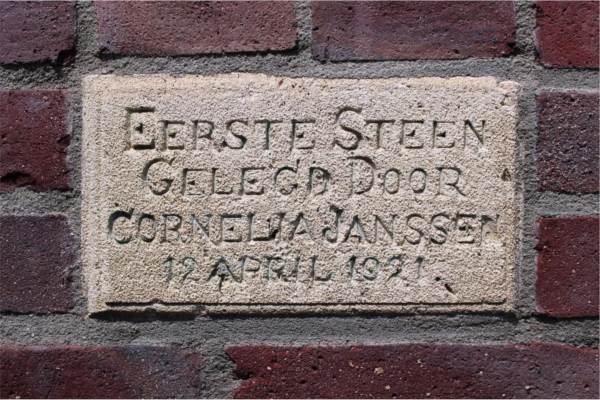 EERSTE STEEN
GELEGD DOOR
CORNELIA JANSSEN
12 APRIL 1921.